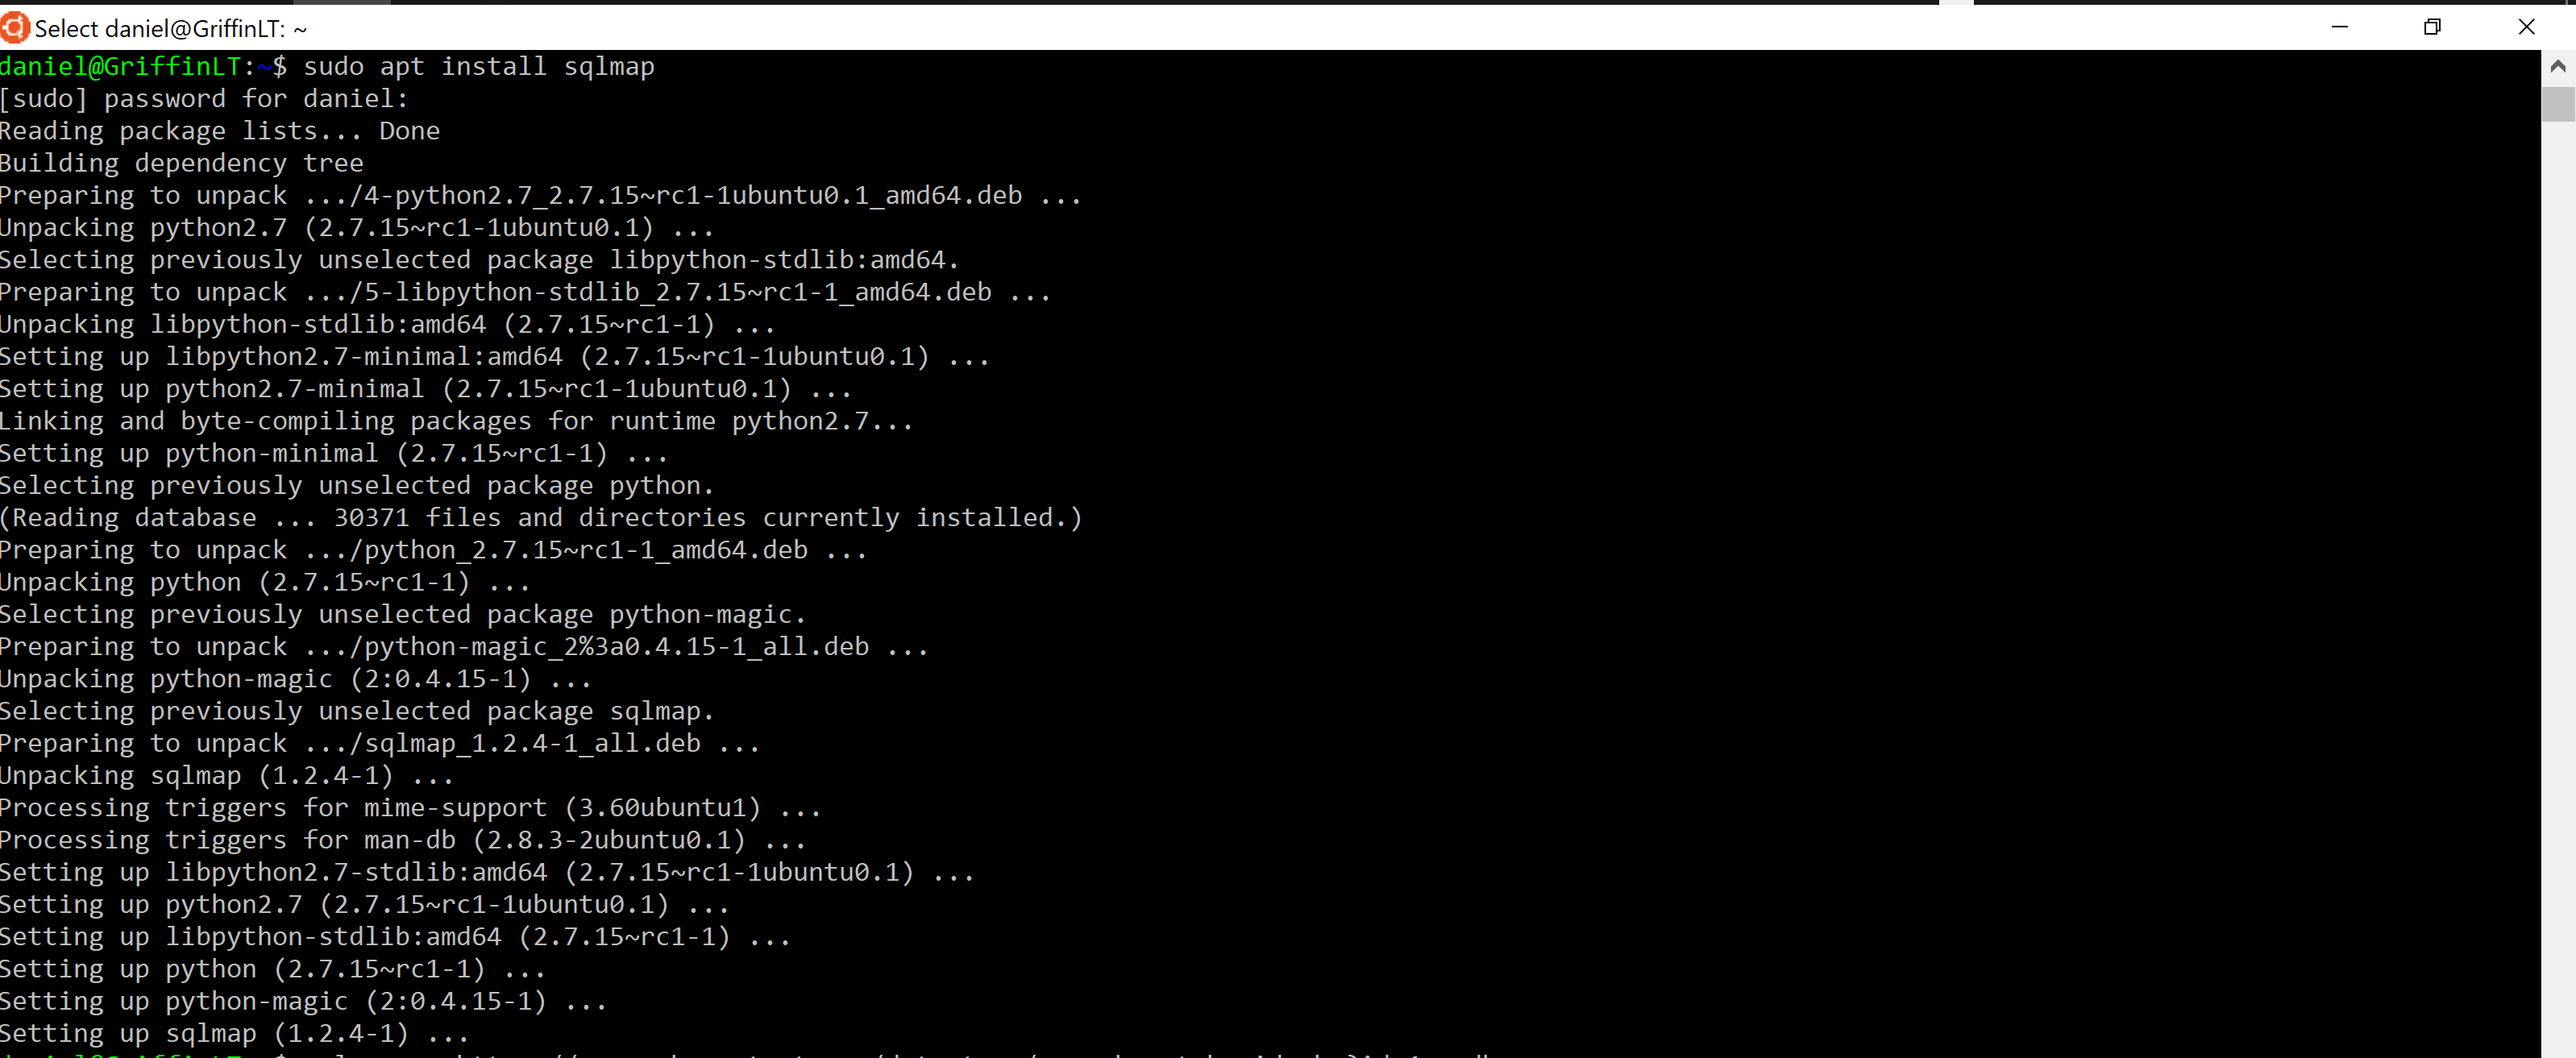 Select daniel@GriffinLT: ~
daniel@GriffinLT:~$ sudo apt install sqlmap
[sudo] password for daniel:
Reading package lists... Done
Building dependency tree
Preparing to unpack .../4-python2.7_2.7.15~rc1-1ubuntu0.1_amd64.deb ...
Unpacking python2.7 (2.7.15~rc1-1ubuntu0.1) ...
Selecting previously unselected package libpython-stdlib:amd64.
Preparing to unpack .../5-libpython-stdlib_2.7.15~rc1-1_amd64.deb ...
Unpacking libpython-stdlib:amd64 (2.7.15~rc1-1) ...
Setting up libpython2.7-minimal:amd64 (2.7.15~rc1-1ubuntu0.1) ...
Setting up python2.7-minimal (2.7.15~rc1-1ubuntu0.1) ...
Linking and byte-compiling packages for runtime python2.7...
Setting up python-minimal (2.7.15~rc1-1) ...
Selecting previously unselected package python.
(Reading database ... 30371 files and directories currently installed.)
Preparing to unpack .../python_2.7.15~rc1-1_amd64.deb ...
Unpacking python (2.7.15~rc1-1) ...
Selecting previously unselected package python-magic.
Preparing to unpack .../python-magic_2%3a0.4.15-1_all.deb ...
Unpacking python-magic (2:0.4.15-1) ...
Selecting previously unselected package sqlmap.
Preparing to unpack .../sqlmap_1.2.4-1_all.deb ...
Unpacking sqlmap (1.2.4-1) ...
Processing triggers for mime-support (3.60ubuntu1) ...
Processing triggers for man-db (2.8.3-2ubuntu0.1) ...
Setting up libpython2.7-stdlib:amd64 (2.7.15~rc1-1ubuntu0.1) ...
Setting up python2.7 (2.7.15~rc1-1ubuntu0.1) ...
Setting up libpython-stdlib:amd64 (2.7.15~rc1-1) ...
Setting up python (2.7.15~rc1-1) ...
Setting up python-magic (2:0.4.15-1) ...
Setting up sqlmap (1.2.4-1) ...
daniel@GriffinLT